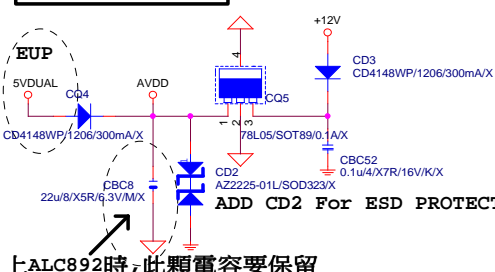 +12V
EUP
5VDUAL
AVDD
4
CD3
CD4148WP/1206/300mA/X
CQ4
CQ5
CD4148WP/1206/300mA/X
1
2
3
78L05/SOT89/0.1A/X
CBC52
0.1u/4/X7R/16V/K/X
CBC8
22u/8/X5R/6.3V/M/X
CD2
AZ2225-01L/SOD323/X
ADD CD2 For ESD PROTECT
上ALC892時,此顆電容要保留